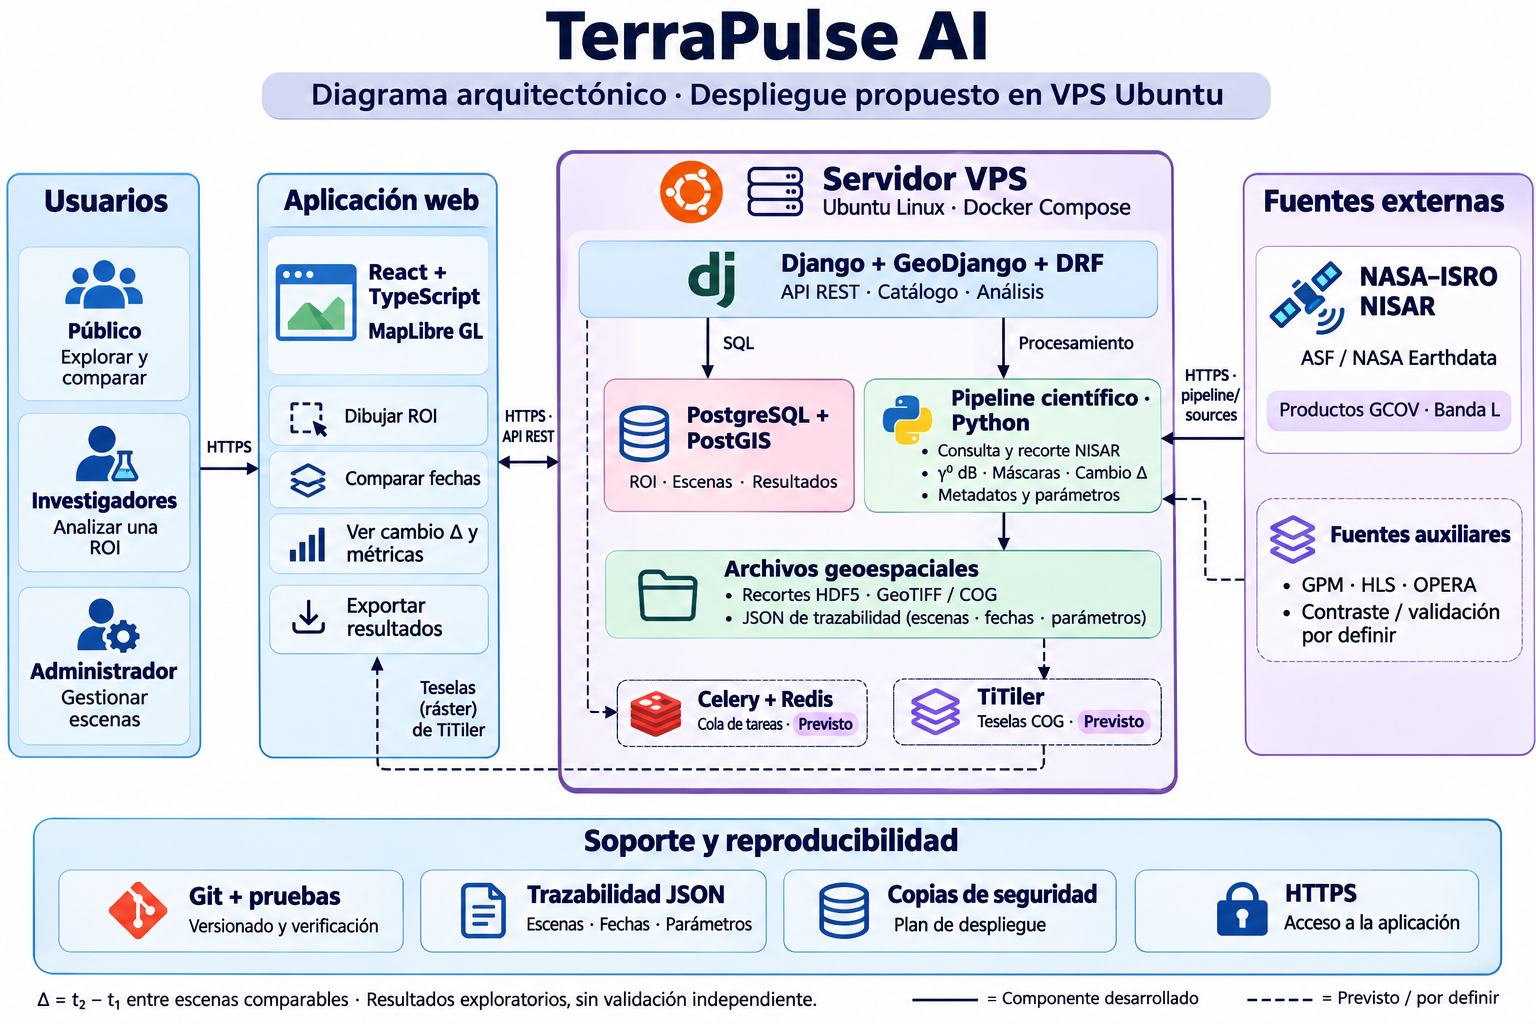 TerraPulse AI
Diagrama arquitectónico · Despliegue propuesto en VPS Ubuntu
Usuarios
Público
Explorar y
comparar
Investigadores
Analizar una
ROI
Administrador
Gestionar
escenas
HTTPS
Aplicación web
React +
TypeScript
MapLibre GL
Dibujar ROI
Comparar fechas
Ver cambio Δ y
métricas
Exportar
resultados
Teselas
(ráster)
de TiTiler
HTTPS ·
API REST
Servidor VPS
Ubuntu Linux · Docker Compose
dj
Django + GeoDjango + DRF
API REST · Catálogo · Análisis
SQL
Procesamiento
PostgreSQL +
PostGIS
ROI · Escenas · Resultados
Pipeline científico ·
Python
• Consulta y recorte NISAR
• γ⁰ dB · Máscaras · Cambio Δ
• Metadatos y parámetros
Archivos geoespaciales
• Recortes HDF5 · GeoTIFF / COG
• JSON de trazabilidad (escenas · fechas · parámetros)
Celery + Redis
Cola de tareas · Previsto
TiTiler
Teselas COG · Previsto
HTTPS ·
pipeline/
sources
Fuentes externas
NASA–ISRO
NISAR
ASF / NASA Earthdata
Productos GCOV · Banda L
Fuentes auxiliares
• GPM · HLS · OPERA
• Contraste / validación
por definir
Soporte y reproducibilidad
Git + pruebas
Versionado y verificación
Trazabilidad JSON
Escenas · Fechas · Parámetros
Copias de seguridad
Plan de despliegue
HTTPS
Acceso a la aplicación
Δ = t₂ – t₁ entre escenas comparables · Resultados exploratorios, sin validación independiente.
= Componente desarrollado
= Previsto / por definir